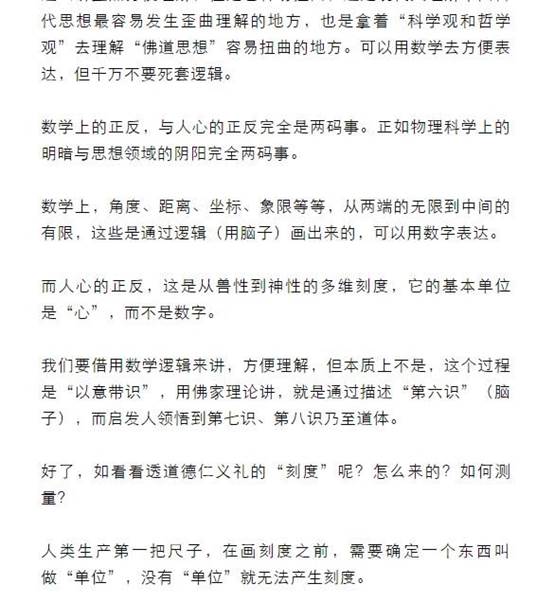 代思想最容易发生歪曲理解的地方，也是拿着“科学观和哲学
观”去理解“佛道思想”容易扭曲的地方。可以用数学去方便表
达，但千万不要死套逻辑。
数学上的正反，与人心的正反完全是两码事。正如物理科学上的
明暗与思想领域的阴阳完全两码事。
数学上，角度、距离、坐标、象限等等，从两端的无限到中间的
有限，这些是通过逻辑（用脑子）画出来的，可以用数字表达。
而人心的正反，这是从兽性到神性的多维刻度，它的基本单位
是“心”，而不是数字。
我们要借用数学逻辑来讲，方便理解，但本质上不是，这个过程
是“以意带识”，用佛家理论讲，就是通过描述“第六识”（脑
子），而启发人领悟到第七识、第八识乃至道体。
好了，如看看透道德仁义礼的“刻度”呢？怎么来的？如何测
量？
人类生产第一把尺子，在画刻度之前，需要确定一个东西叫
做“单位”，没有“单位”就无法产生刻度。